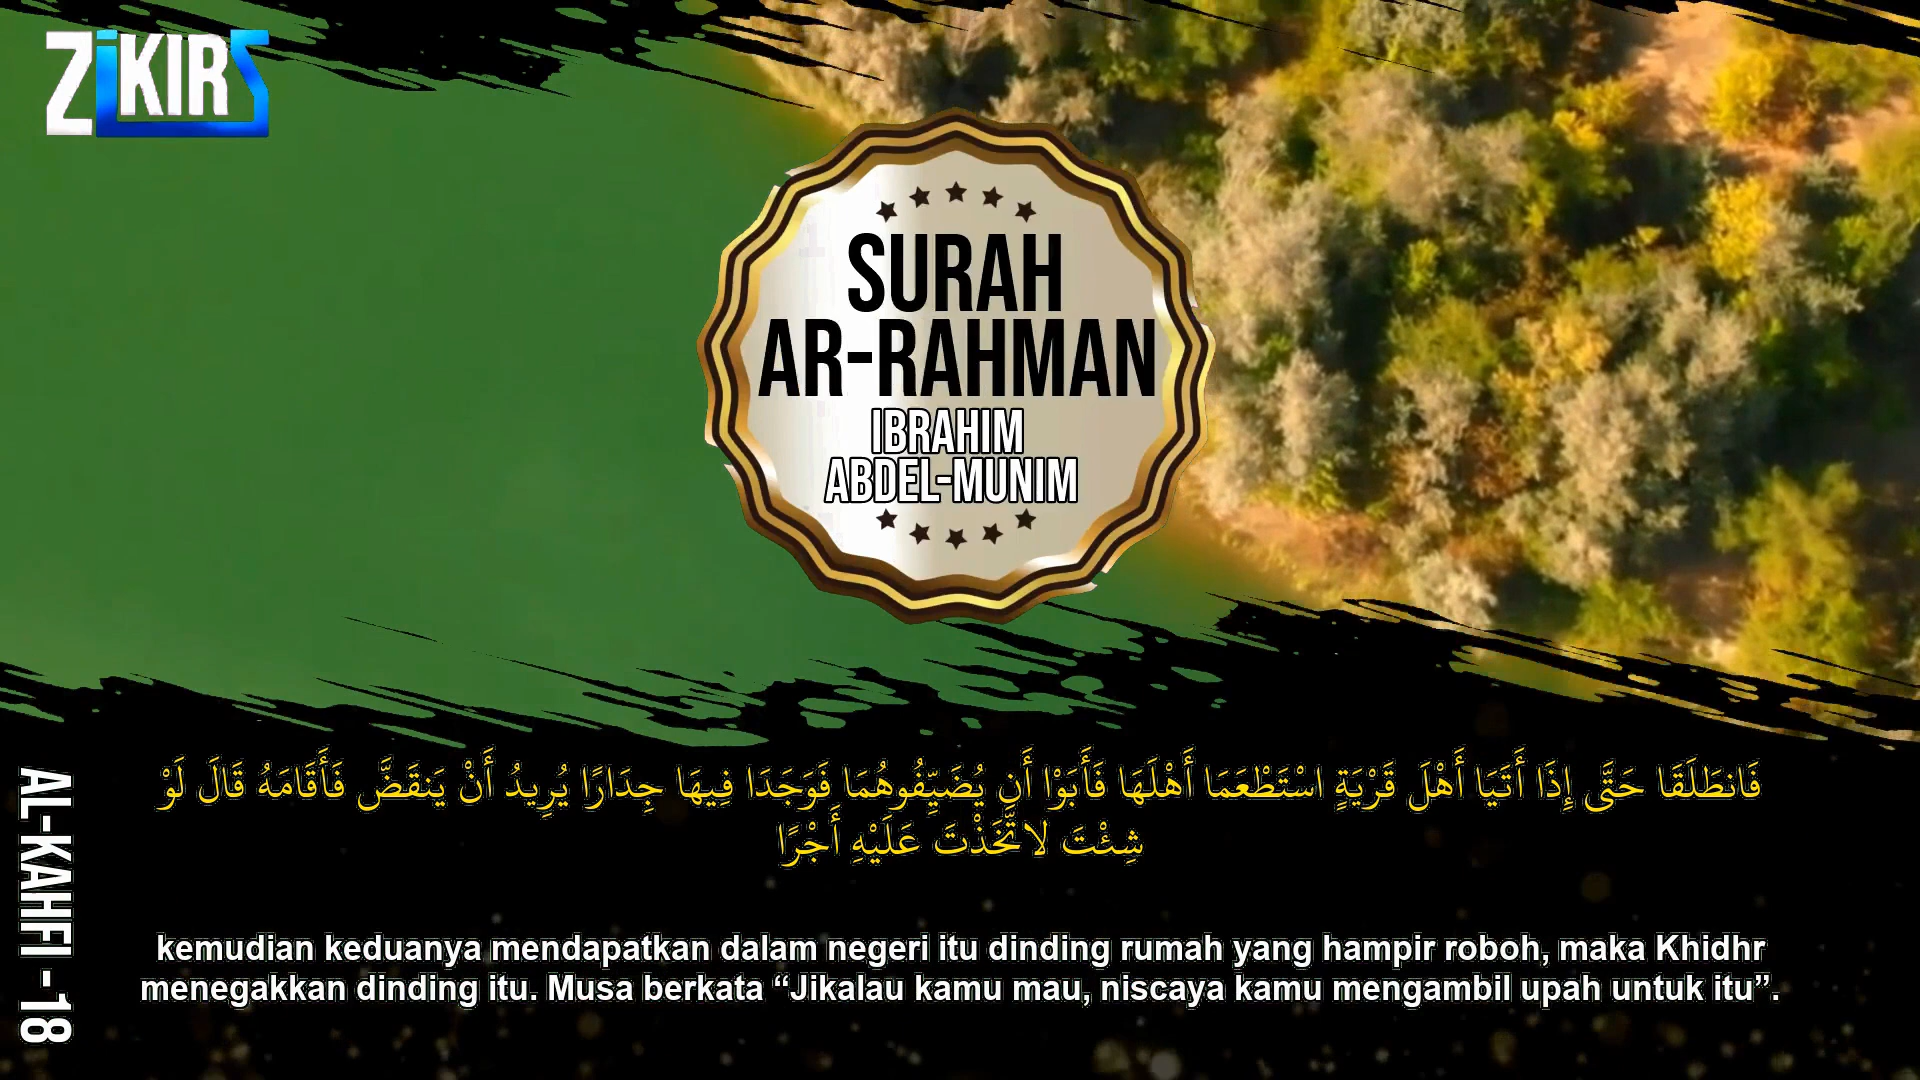 ZiKIRS
SURAH
AR-RAHMAN
IBRAHIM
ABDEL-MUNIM
فَانطَلَقَا حَتَّى إِذَا أَتَيَا أَهْلَ قَرْيَةٍ اسْتَطْعَمَا أَهْلَهَا فَأَبَوْا أَن يُضَيِّفُوهُمَا فَوَجَدَا فِيهَا جِدَارًا يُرِيدُ أَنْ يَنقَضَّ فَأَقَامَهُ قَالَ لَوْ
شِئْتَ لاتَّخَذْتَ عَلَيْهِ أَجْرًا
AL-KAHFI - 18
kemudian keduanya mendapatkan dalam negeri itu dinding rumah yang hampir roboh, maka Khidhr
menegakkan dinding itu. Musa berkata “Jikalau kamu mau, niscaya kamu mengambil upah untuk itu”.